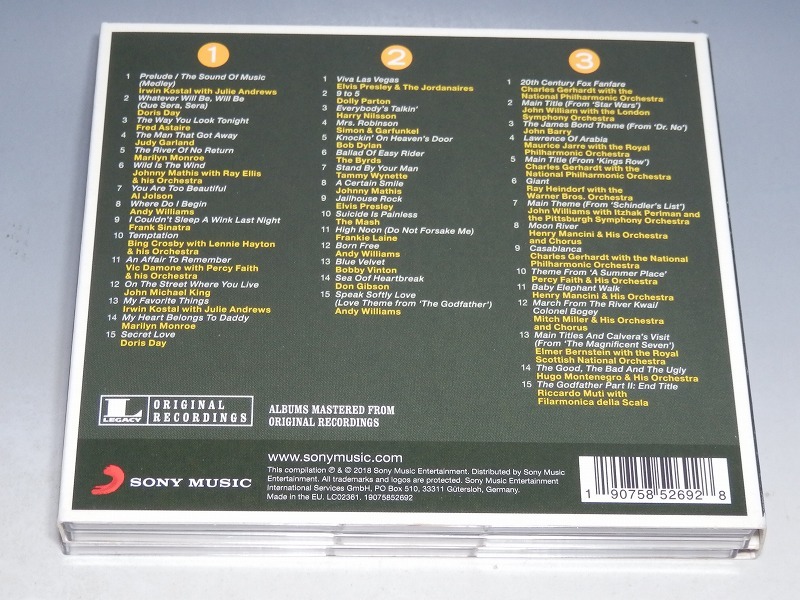 1
1 Prelude / The Sound Of Music
(Medley)
Irwin Kostal with Julie Andrews
2 Whatever Will Be, Will Be
(Que Sera, Sera)
Doris Day
3 The Way You Look Tonight
Fred Astaire
4 The Man That Got Away
Judy Garland
5 The River Of No Return
Marilyn Monroe
6 Wild Is The Wind
Johnny Mathis with Ray Ellis
& his Orchestra
7 You Are Too Beautiful
Al Jolson
8 Where Do I Begin
Andy Williams
9 I Couldn't Sleep A Wink Last Night
Frank Sinatra
10 Temptation
Bing Crosby with Lennie Hayton
& his Orchestra
11 An Affair To Remember
Vic Damone with Percy Faith
& his Orchestra
12 On The Street Where You Live
John Michael King
13 My Favorite Things
Irwin Kostal with Julie Andrews
14 My Heart Belongs To Daddy
Marilyn Monroe
15 Secret Love
Doris Day
2
1 Viva Las Vegas
Elvis Presley & The Jordanaires
2 9 to 5
Dolly Parton
3 Everybody's Talkin'
Harry Nilsson
4 Mrs. Robinson
Simon & Garfunkel
5 Knockin' On Heaven's Door
Bob Dylan
6 Ballad Of Easy Rider
The Byrds
7 Stand By Your Man
Tammy Wynette
8 A Certain Smile
Johnny Mathis
9 Jailhouse Rock
Elvis Presley
10 Suicide Is Painless
The Mash
11 High Noon (Do Not Forsake Me)
Frankie Laine
12 Born Free
Andy Williams
13 Blue Velvet
Bobby Vinton
14 Sea Oof Heartbreak
Don Gibson
15 Speak Softly Love
(Love Theme from 'The Godfather')
Andy Williams
3
1 20th Century Fox Fanfare
Charles Gerhardt with the
National Philharmonic Orchestra
2 Main Title (From 'Star Wars')
John William with the London
Symphony Orchestra
3 The James Bond Theme (From 'Dr. No')
John Barry
4 Lawrence Of Arabia
Maurice Jarre with the Royal
Philharmonic Orchestra
5 Main Title (From 'Kings Row')
Charles Gerhardt with the
National Philharmonic Orchestra
6 Giant
Ray Heindorf with the
Warner Bros. Orchestra
7 Main Theme (From 'Schindler's List')
John Williams with Itzhak Perlman and
the Pittsburgh Symphony Orchestra
8 Moon River
Henry Mancini & His Orchestra
and Chorus
9 Casablanca
Charles Gerhardt with the National
Philharmonic Orchestra
10 Theme From 'A Summer Place'
Percy Faith & His Orchestra
11 Baby Elephant Walk
Henry Mancini & His Orchestra
12 March From The River Kwai/
Colonel Bogey
Mitch Miller & His Orchestra
and Chorus
13 Main Titles And Calvera's Visit
(From 'The Magnificent Seven')
Elmer Bernstein with the Royal
Scottish National Orchestra
14 The Good, The Bad And The Ugly
Hugo Montenegro & His Orchestra
15 The Godfather Part II: End Title
Riccardo Muti with
Filarmonica della Scala
L
LEGACY
ORIGINAL
RECORDINGS
ALBUMS MASTERED FROM
ORIGINAL RECORDINGS
SONY MUSIC
www.sonymusic.com
This compilation ℗ & © 2018 Sony Music Entertainment. Distributed by Sony Music
Entertainment. All trademarks and logos are protected. Sony Music Entertainment
International Services GmbH, PO Box 510, 33311 Gütersloh, Germany.
Made in the EU. LC02361. 19075852692
1 90758 52692 8